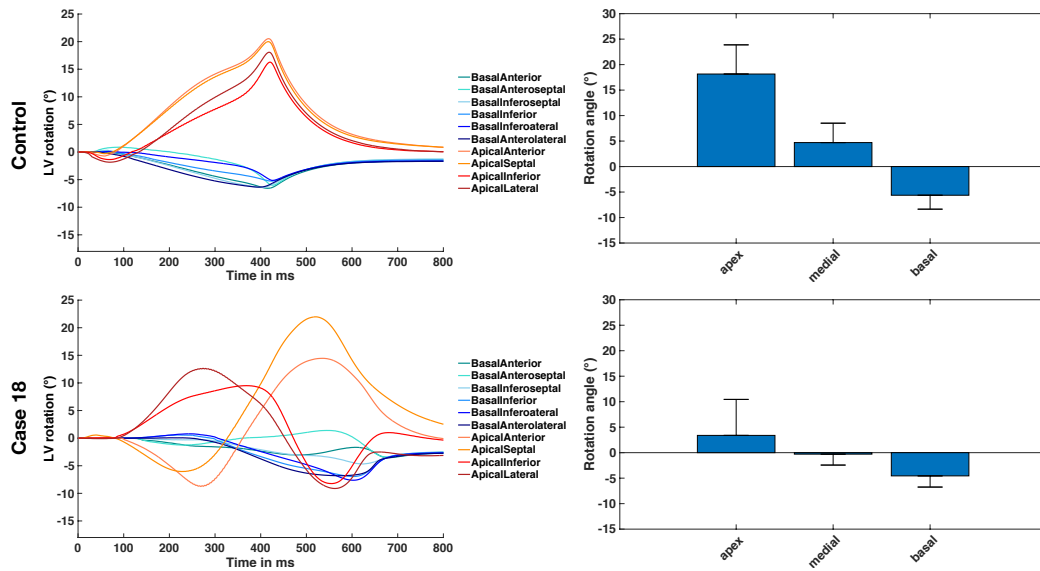 Control
LV rotation (°)
25
20
15
10
5
0
-5
-10
-15
0 100 200 300 400 500 600 700 800
Time in ms
BasalAnterior
BasalAnteroseptal
BasalInferoseptal
BasalInferior
BasalInferoateral
BasalAnterolateral
ApicalAnterior
ApicalSeptal
ApicalInferior
ApicalLateral
Rotation angle (°)
30
25
20
15
10
5
0
-5
-10
-15
apex medial basal
Case 18
LV rotation (°)
25
20
15
10
5
0
-5
-10
-15
0 100 200 300 400 500 600 700 800
Time in ms
BasalAnterior
BasalAnteroseptal
BasalInferoseptal
BasalInferior
BasalInferoateral
BasalAnterolateral
ApicalAnterior
ApicalSeptal
ApicalInferior
ApicalLateral
Rotation angle (°)
30
25
20
15
10
5
0
-5
-10
-15
apex medial basal